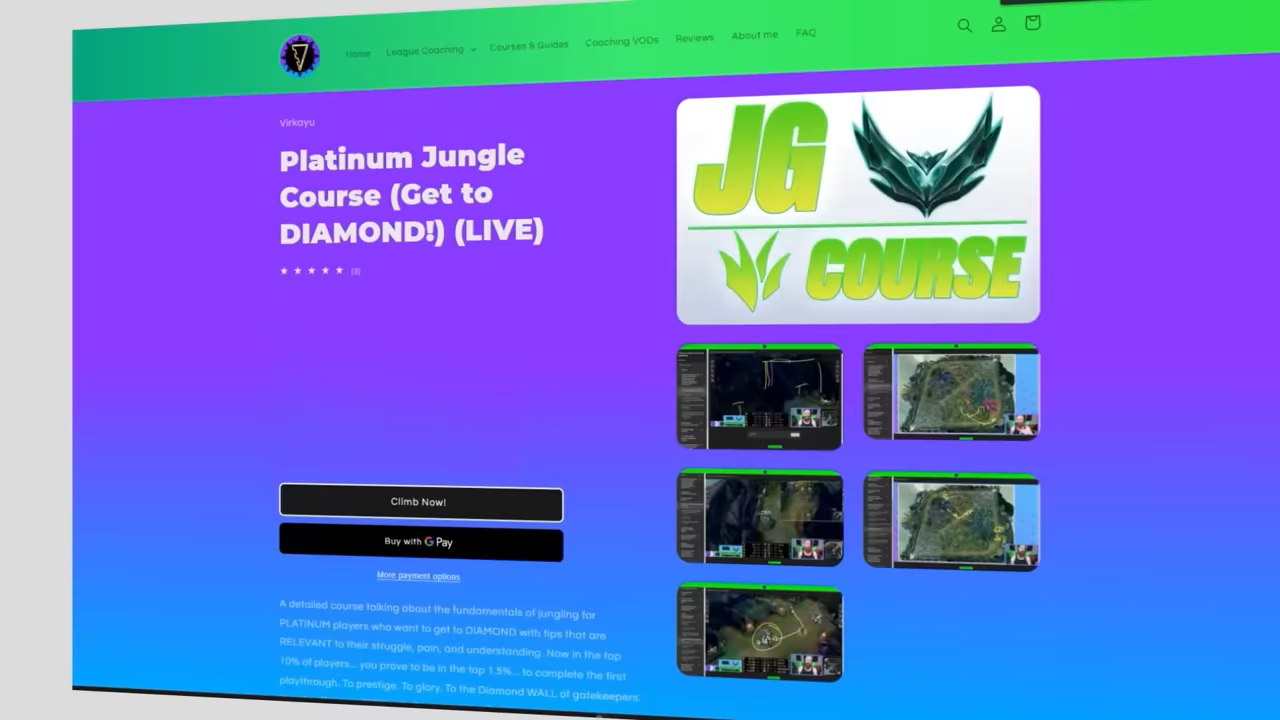 Home
League Coaching
Courses & Guides
Coaching VODs
Reviews
About me
FAQ
Virkayu
Platinum Jungle
Course (Get to
DIAMOND!) (LIVE)
(3)
JG
COURSE
Climb Now!
Buy with G Pay
More payment options
A detailed course talking about the fundamentals of jungling for
PLATINUM players who want to get to DIAMOND with tips that are
RELEVANT to their struggle, pain, and understanding. Now in the top
10% of players... you prove to be in the top 1.5%... to complete the first
playthrough. To prestige. To glory. To the Diamond WALL of gatekeepers.